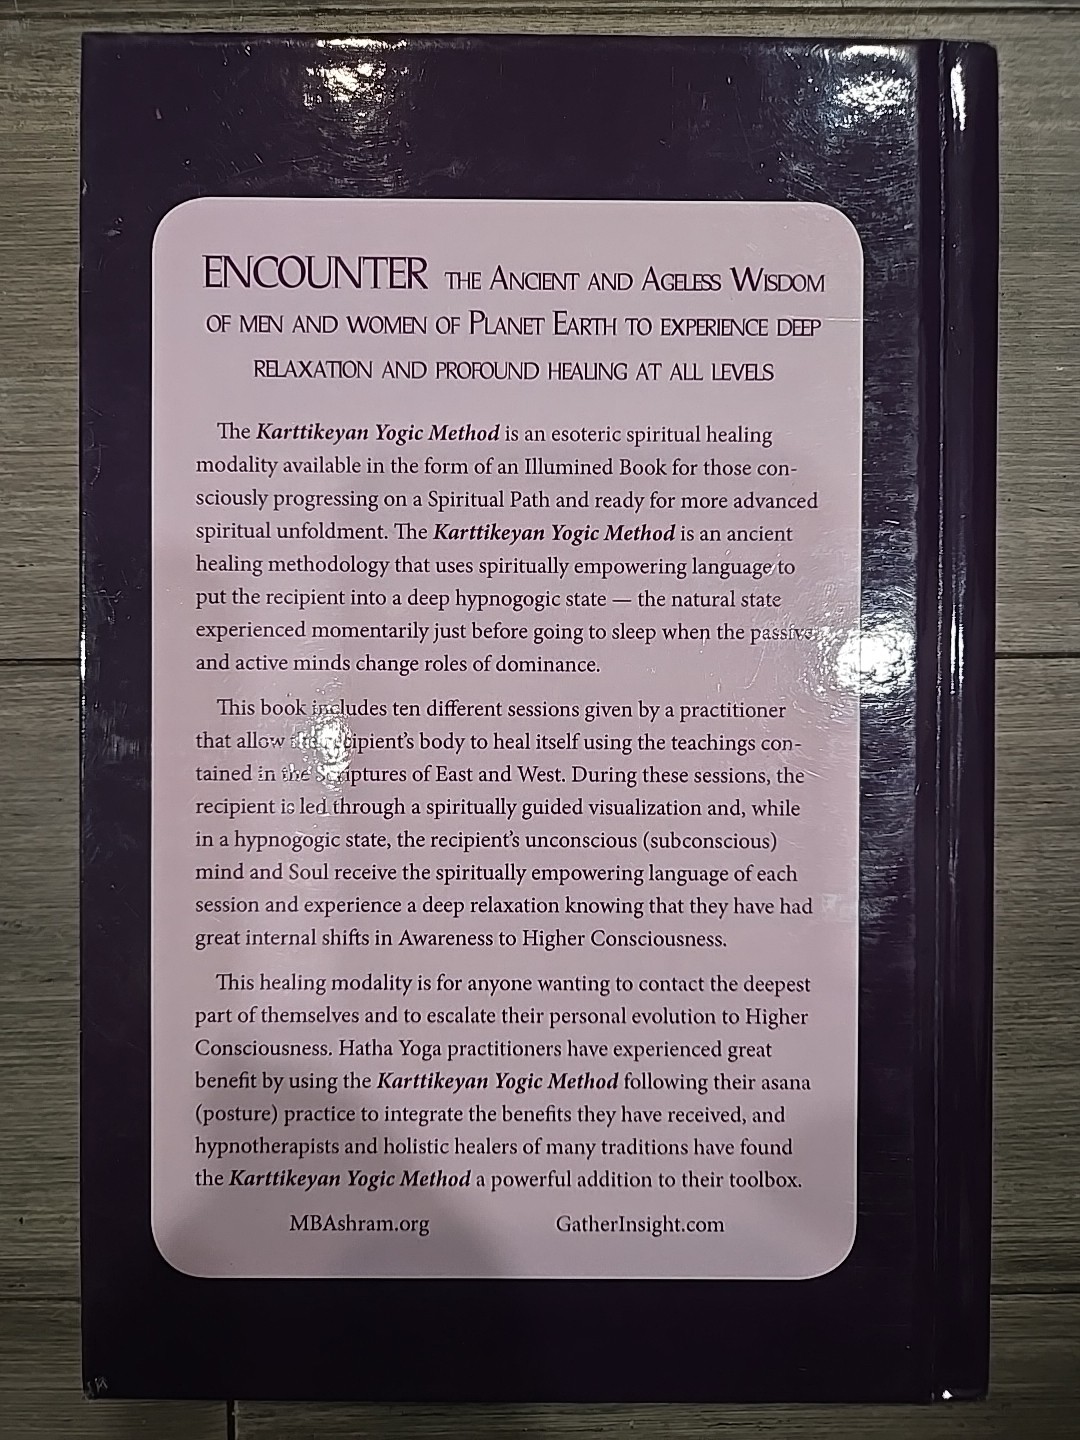 ENCOUNTER THE ANCIENT AND AGELESS WISDOM
OF MEN AND WOMEN OF PLANET EARTH TO EXPERIENCE DEEP
RELAXATION AND PROFOUND HEALING AT ALL LEVELS
The Karttikeyan Yogic Method is an esoteric spiritual healing
modality available in the form of an Illumined Book for those con-
sciously progressing on a Spiritual Path and ready for more advanced
spiritual unfoldment. The Karttikeyan Yogic Method is an ancient
healing methodology that uses spiritually empowering language to
put the recipient into a deep hypnogogic state — the natural state
experienced momentarily just before going to sleep when the passive
and active minds change roles of dominance.
This book includes ten different sessions given by a practitioner
that allow the recipient's body to heal itself using the teachings con-
tained in the Scriptures of East and West. During these sessions, the
recipient is led through a spiritually guided visualization and, while
in a hypnogogic state, the recipient's unconscious (subconscious)
mind and Soul receive the spiritually empowering language of each
session and experience a deep relaxation knowing that they have had
great internal shifts in Awareness to Higher Consciousness.
This healing modality is for anyone wanting to contact the deepest
part of themselves and to escalate their personal evolution to Higher
Consciousness. Hatha Yoga practitioners have experienced great
benefit by using the Karttikeyan Yogic Method following their asana
(posture) practice to integrate the benefits they have received, and
hypnotherapists and holistic healers of many traditions have found
the Karttikeyan Yogic Method a powerful addition to their toolbox.
MBAshram.org GatherInsight.com